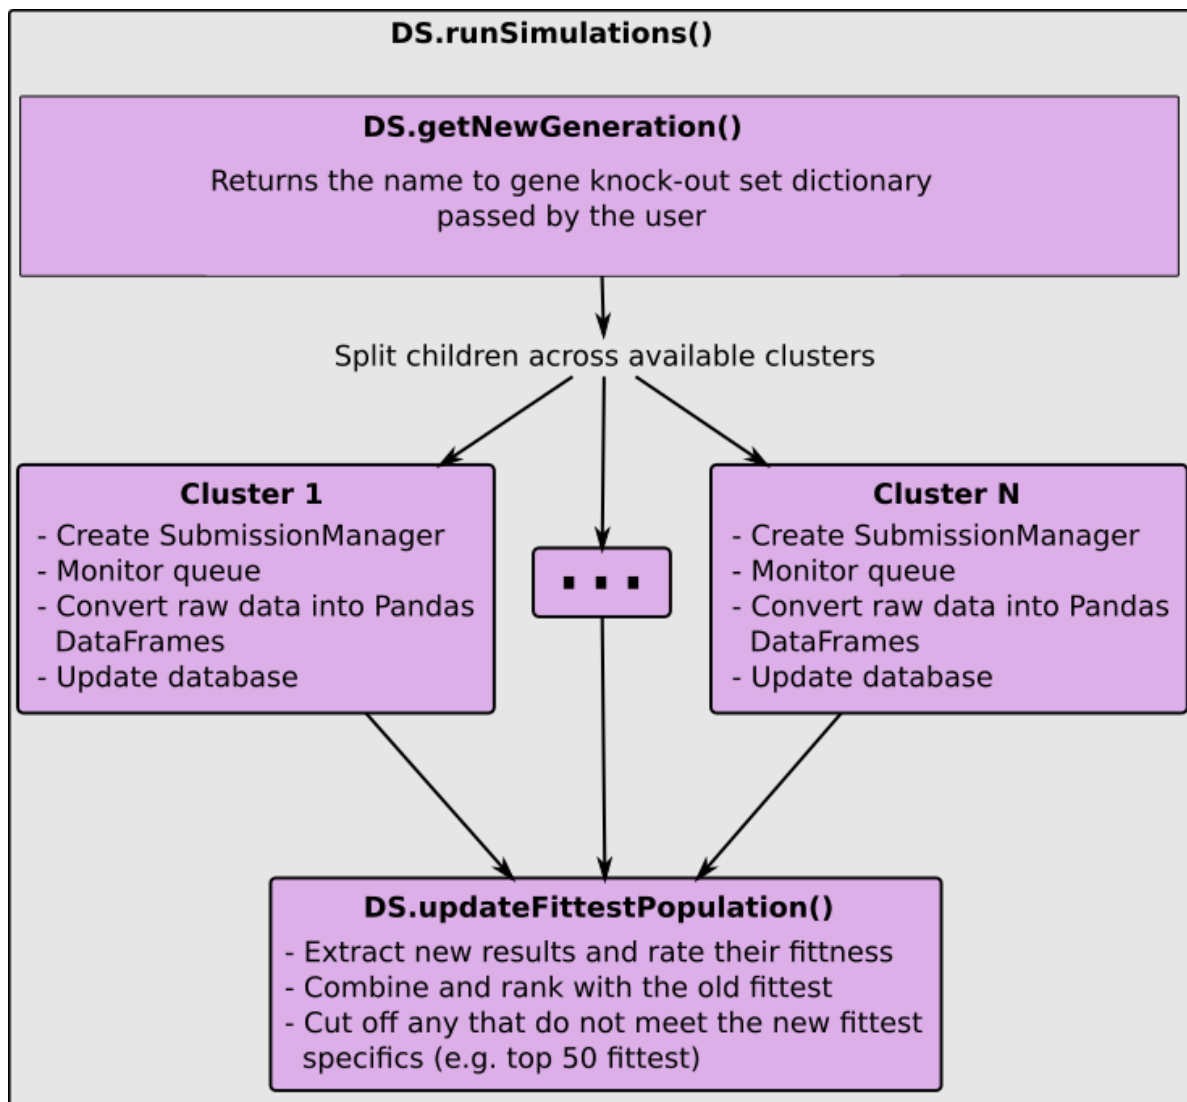 DS.runSimulations()
DS.getNewGeneration()
Returns the name to gene knock-out set dictionary
passed by the user
Split children across available clusters
Cluster 1
- Create SubmissionManager
- Monitor queue
- Convert raw data into Pandas
DataFrames
- Update database
...
Cluster N
- Create SubmissionManager
- Monitor queue
- Convert raw data into Pandas
DataFrames
- Update database
DS.updateFittestPopulation()
- Extract new results and rate their fittness
- Combine and rank with the old fittest
- Cut off any that do not meet the new fittest
specifics (e.g. top 50 fittest)